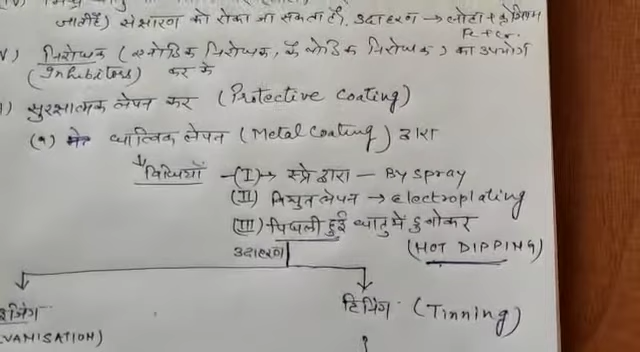 जाती हैं) संक्षारण को रोका जा सकता है, उदाहरण → लोहा + क्रोमियम
Fe + Cr.
V) निरोधक (एनोडिक निरोधक, कैथोडिक निरोधक) का उपयोग
(Inhibitors) कर के
) सुरक्षात्मक लेपन कर (Protective coating)
(a) धात्विक लेपन (Metal Coating) द्वारा
विधियाँ -(I)→ स्प्रे द्वारा — By spray
(II) विद्युत लेपन → Electroplating
(III) पिघली हुई धातु में डुबोकर
उदाहरण (HOT DIPPING)
टिनिंग (Tinning)
VANISATION)